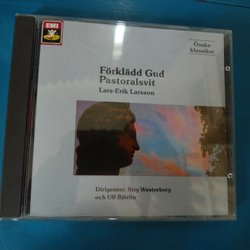 EMI
Önske
klassiker
Förklädd Gud
Pastoralsvit
Lars-Erik Larsson
Dirigenter: Stig Westerberg
och Ulf Björlin